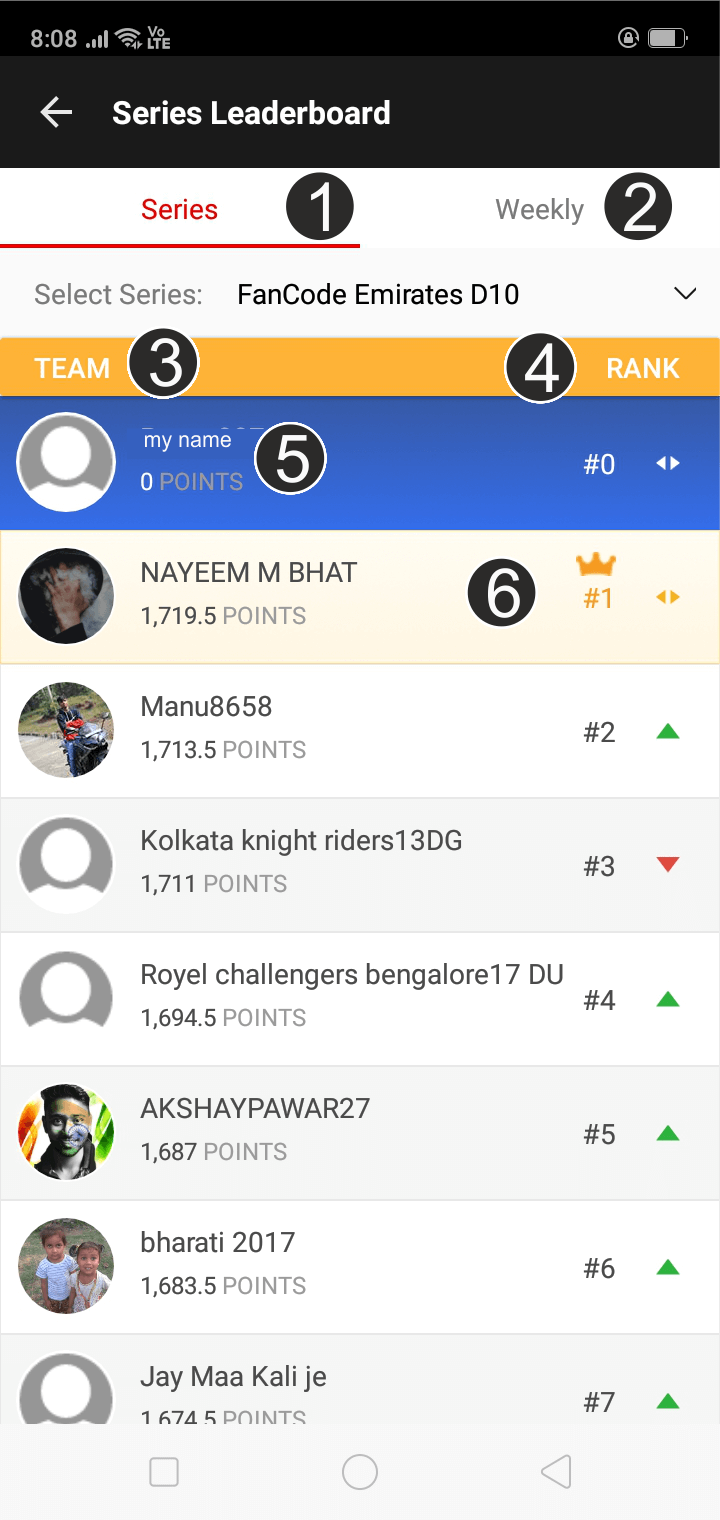 8:08 Vo LTE
Series Leaderboard
Series 1 Weekly 2
Select Series: FanCode Emirates D10
TEAM 3 4 RANK
my name 5
0 POINTS
#0
NAYEEM M BHAT
1,719.5 POINTS
6 #1
Manu8658
1,713.5 POINTS
#2
Kolkata knight riders13DG
1,711 POINTS
#3
Royel challengers bengalore17 DU
1,694.5 POINTS
#4
AKSHAYPAWAR27
1,687 POINTS
#5
bharati 2017
1,683.5 POINTS
#6
Jay Maa Kali je
1,674.5 POINTS
#7